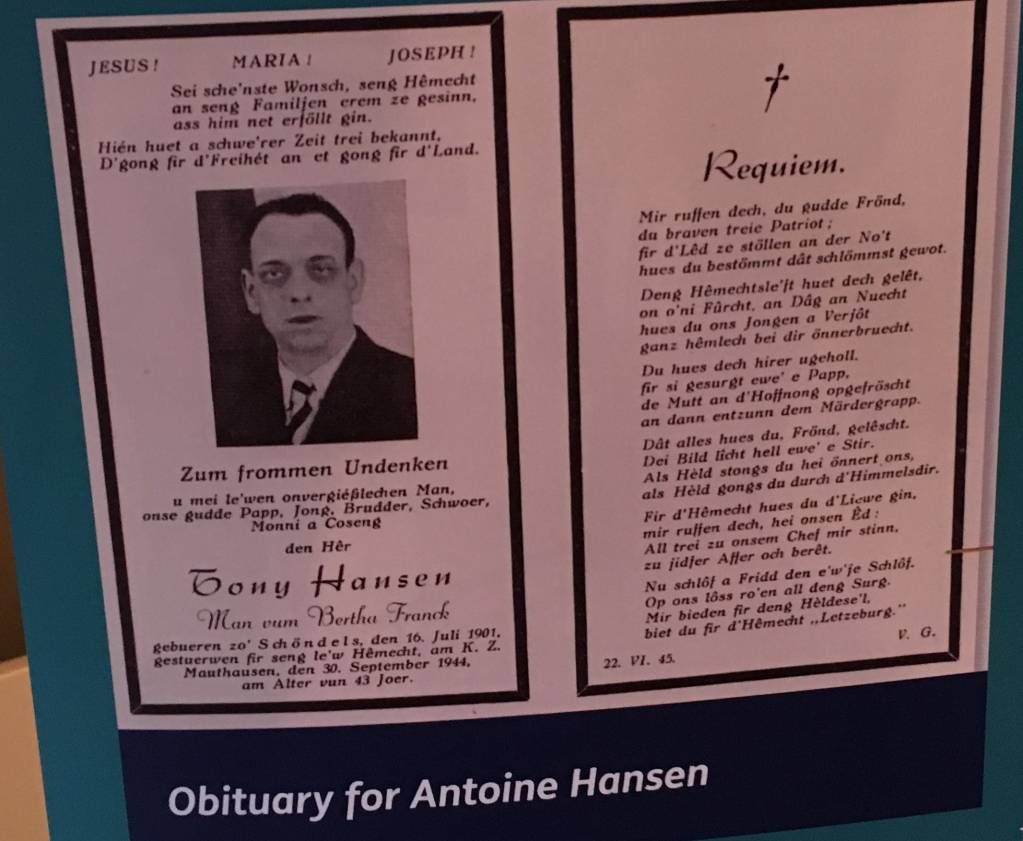 JESUS! MARIA! JOSEPH!
Sei sche'nste Wonsch, seng Hêmecht
an seng Familjen erem ze gesinn,
ass him net erföllt gin.
Hién huet a schwe'rer Zeit trei bekannt,
D'gong fir d'Freihét an et gong fir d'Land.
Zum frommen Undenken
u mei le'wen onvergiéßlechen Man,
onse gudde Papp, Jong, Brudder, Schwoer,
Monni a Coseng
den Hêr
Tony Hansen
Man vum Bertha Franck
gebueren zo' Schöndels, den 16. Juli 1901,
gestuerwen fir seng le'w Hêmecht, am K. Z.
Mauthausen, den 30. September 1944,
am Alter vun 43 Joer.
Requiem.
Mir ruffen dech, du gudde Frönd,
du braven treie Patriot;
fir d'Lêd ze stöllen an der No't
hues du bestömmt dât schlömmst gewot.
Deng Hêmechtsle'ft huet dech gelêt,
on o'ni Fûrcht, an Dâg an Nuecht
hues du ons Jongen a Verjôt
ganz hêmlech bei dir önnerbruecht.
Du hues dech hirer ugeholl.
fir si gesurgt ewe' e Papp,
de Mutt an d'Hoffnong opgefröscht
an dann entzunn dem Märdergrapp.
Dât alles hues du, Frönd, gelêscht.
Dei Bild lîcht hell ewe' e Stir.
Als Hèld stongs du hei önnert ons,
als Hèld gongs du durch d'Himmelsdir.
Fir d'Hêmecht hues du d'Liewe gin,
mir ruffen dech, hei onsen Êd:
All trei zu onsem Chef mir stinn,
zu jidfer Affer och berêt.
Nu schlôf a Fridd den e'w'je Schlôf.
Op ons lôss ro'en all deng Surg.
Mir bieden fir deng Hèldese'l,
biet du fir d'Hêmecht „Letzeburg."
V. G.
22. VI. 45.
Obituary for Antoine Hansen